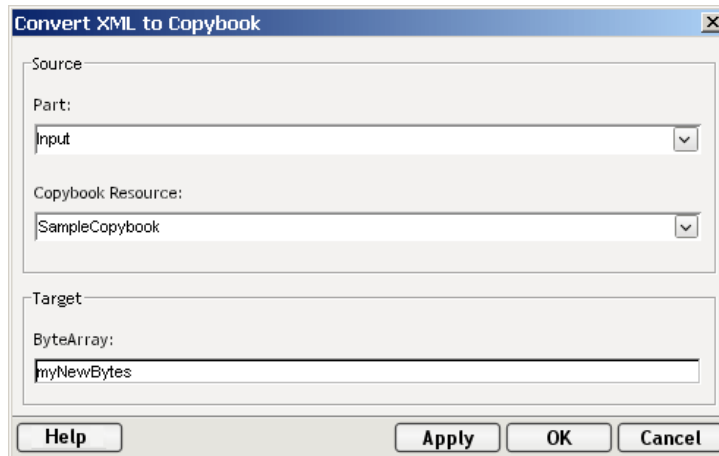 Convert XML to Copybook
Source
Part:
Input
Copybook Resource:
SampleCopybook
Target
ByteArray:
myNewBytes
Help Apply OK Cancel